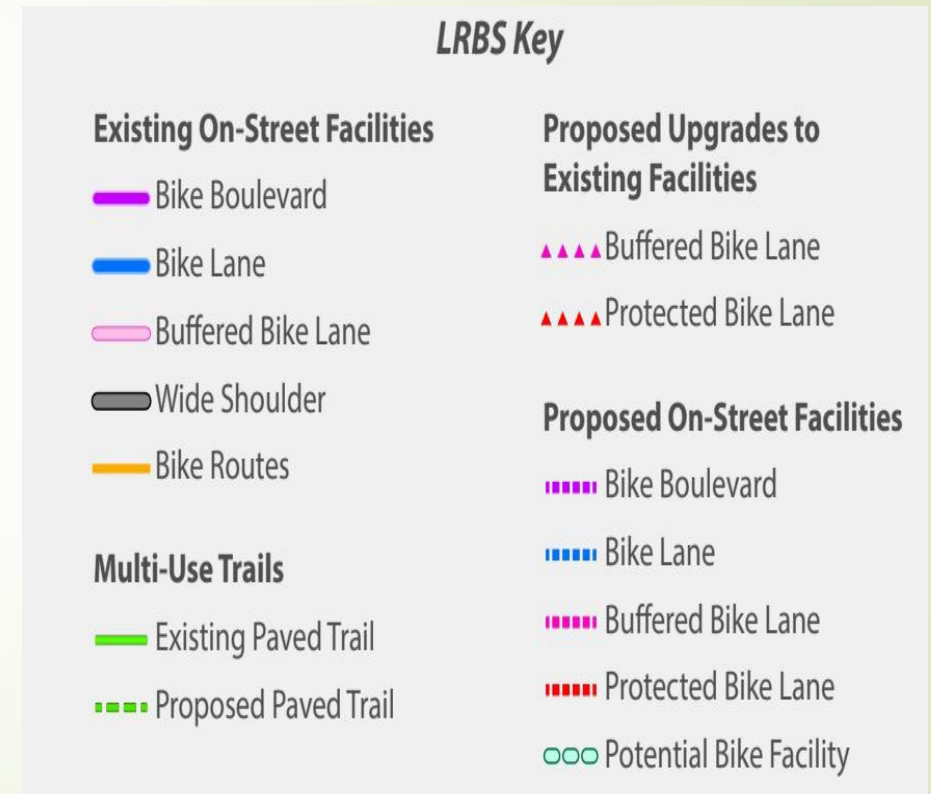 LRBS Key
Existing On-Street Facilities
Bike Boulevard
Bike Lane
Buffered Bike Lane
Wide Shoulder
Bike Routes
Multi-Use Trails
Existing Paved Trail
Proposed Paved Trail
Proposed Upgrades to
Existing Facilities
Buffered Bike Lane
Protected Bike Lane
Proposed On-Street Facilities
Bike Boulevard
Bike Lane
Buffered Bike Lane
Protected Bike Lane
Potential Bike Facility